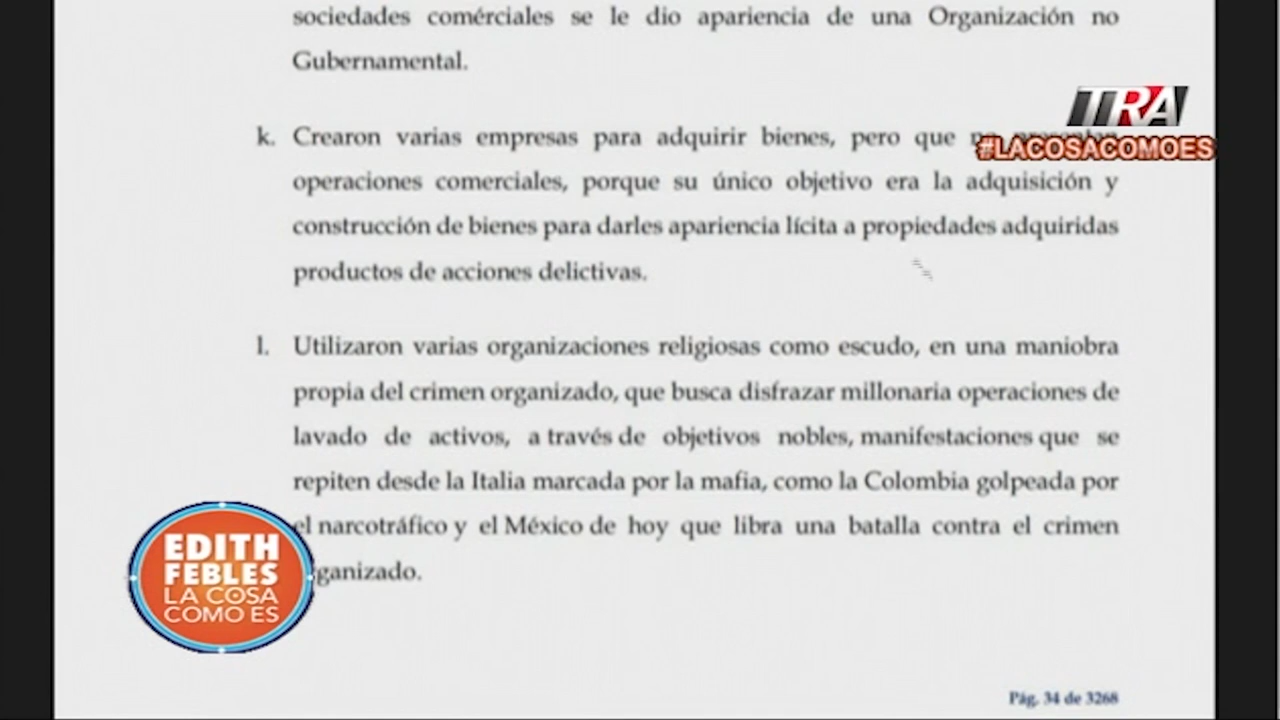 sociedades comérciales se le dio apariencia de una Organización no
Gubernamental.
TRA
#LACOSACOMOES
k. Crearon varias empresas para adquirir bienes, pero que
operaciones comerciales, porque su único objetivo era la adquisición y
construcción de bienes para darles apariencia lícita a propiedades adquiridas
productos de acciones delictivas.
l. Utilizaron varias organizaciones religiosas como escudo, en una maniobra
propia del crimen organizado, que busca disfrazar millonaria operaciones de
lavado de activos, a través de objetivos nobles, manifestaciones que se
repiten desde la Italia marcada por la mafia, como la Colombia golpeada por
el narcotráfico y el México de hoy que libra una batalla contra el crimen
ganizado.
EDITH
FEBLES
LA COSA
COMO ES
Pág. 34 de 3268